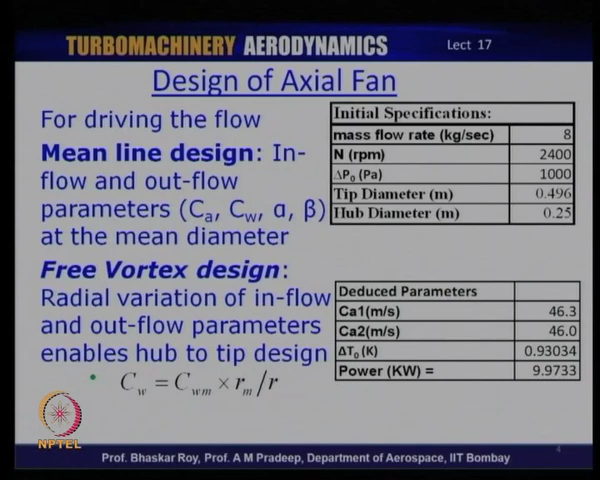 TURBOMACHINERY AERODYNAMICS Lect 17
Design of Axial Fan
For driving the flow
Mean line design: In-
flow and out-flow
parameters (Ca, Cw, α, β)
at the mean diameter
Free Vortex design:
Radial variation of in-flow
and out-flow parameters
enables hub to tip design
• C_w = C_wm × r_m/r
Initial Specifications:
mass flow rate (kg/sec) 8
N (rpm) 2400
ΔP₀ (Pa) 1000
Tip Diameter (m) 0.496
Hub Diameter (m) 0.25
Deduced Parameters
Ca1(m/s) 46.3
Ca2(m/s) 46.0
ΔT₀ (K) 0.93034
Power (KW) = 9.9733
NPTEL
Prof. Bhaskar Roy, Prof. A M Pradeep, Department of Aerospace, IIT Bombay
4